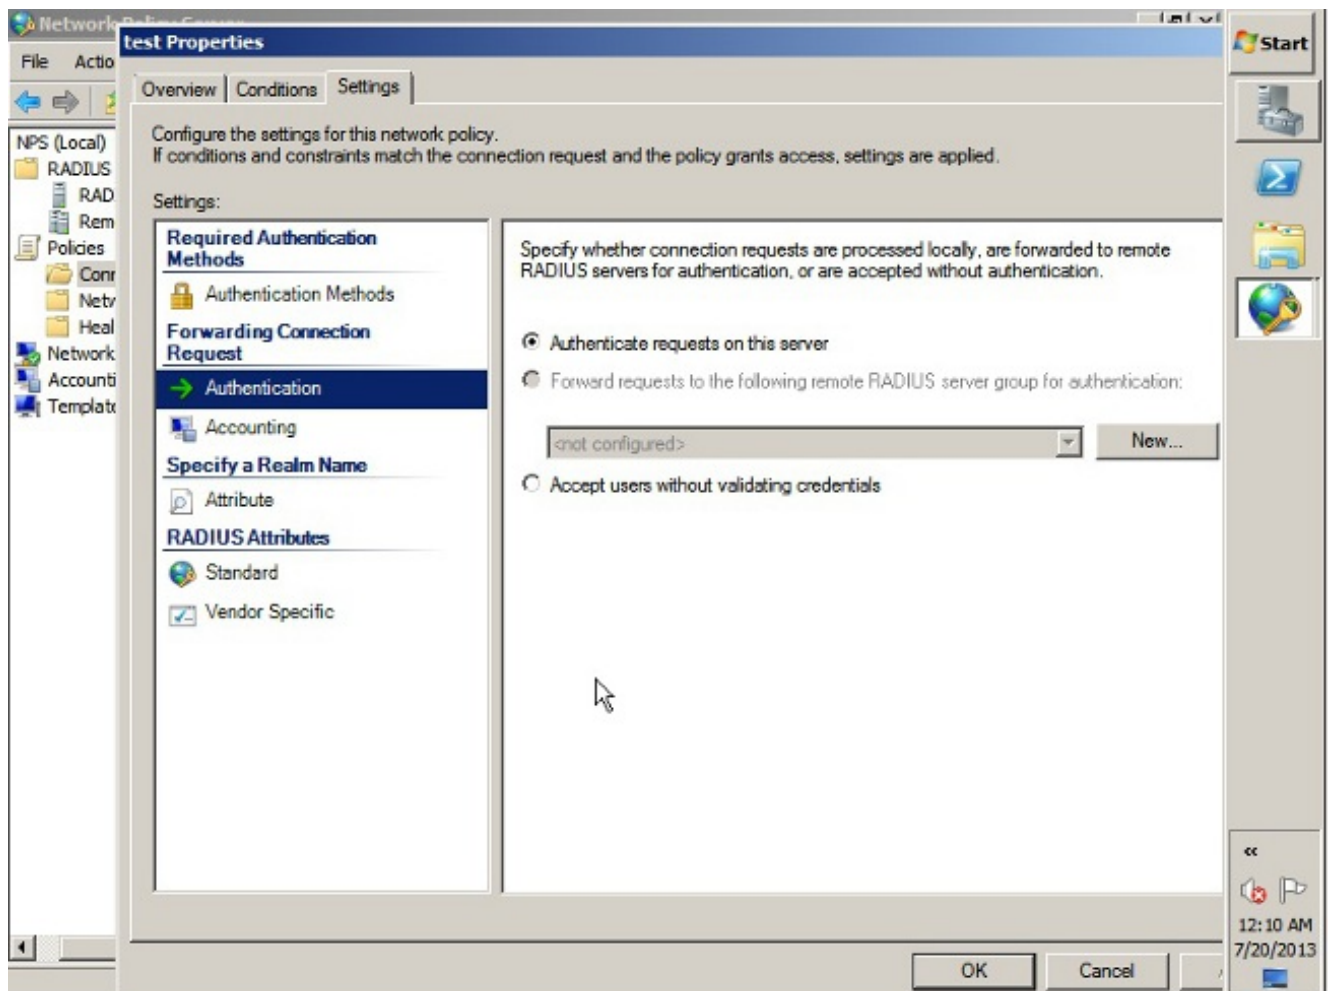 Network Policy Server
test Properties
Start
File Actio
Overview Conditions Settings
Configure the settings for this network policy.
If conditions and constraints match the connection request and the policy grants access, settings are applied.
NPS (Local)
RADIUS
RAD
Rem
Policies
Conn
Netw
Heal
Network
Accounti
Template
Settings:
Required Authentication
Methods
Authentication Methods
Forwarding Connection
Request
Authentication
Accounting
Specify a Realm Name
Attribute
RADIUS Attributes
Standard
Vendor Specific
Specify whether connection requests are processed locally, are forwarded to remote
RADIUS servers for authentication, or are accepted without authentication.
Authenticate requests on this server
Forward requests to the following remote RADIUS server group for authentication:
<not configured>
New...
Accept users without validating credentials
OK Cancel
12:10 AM
7/20/2013